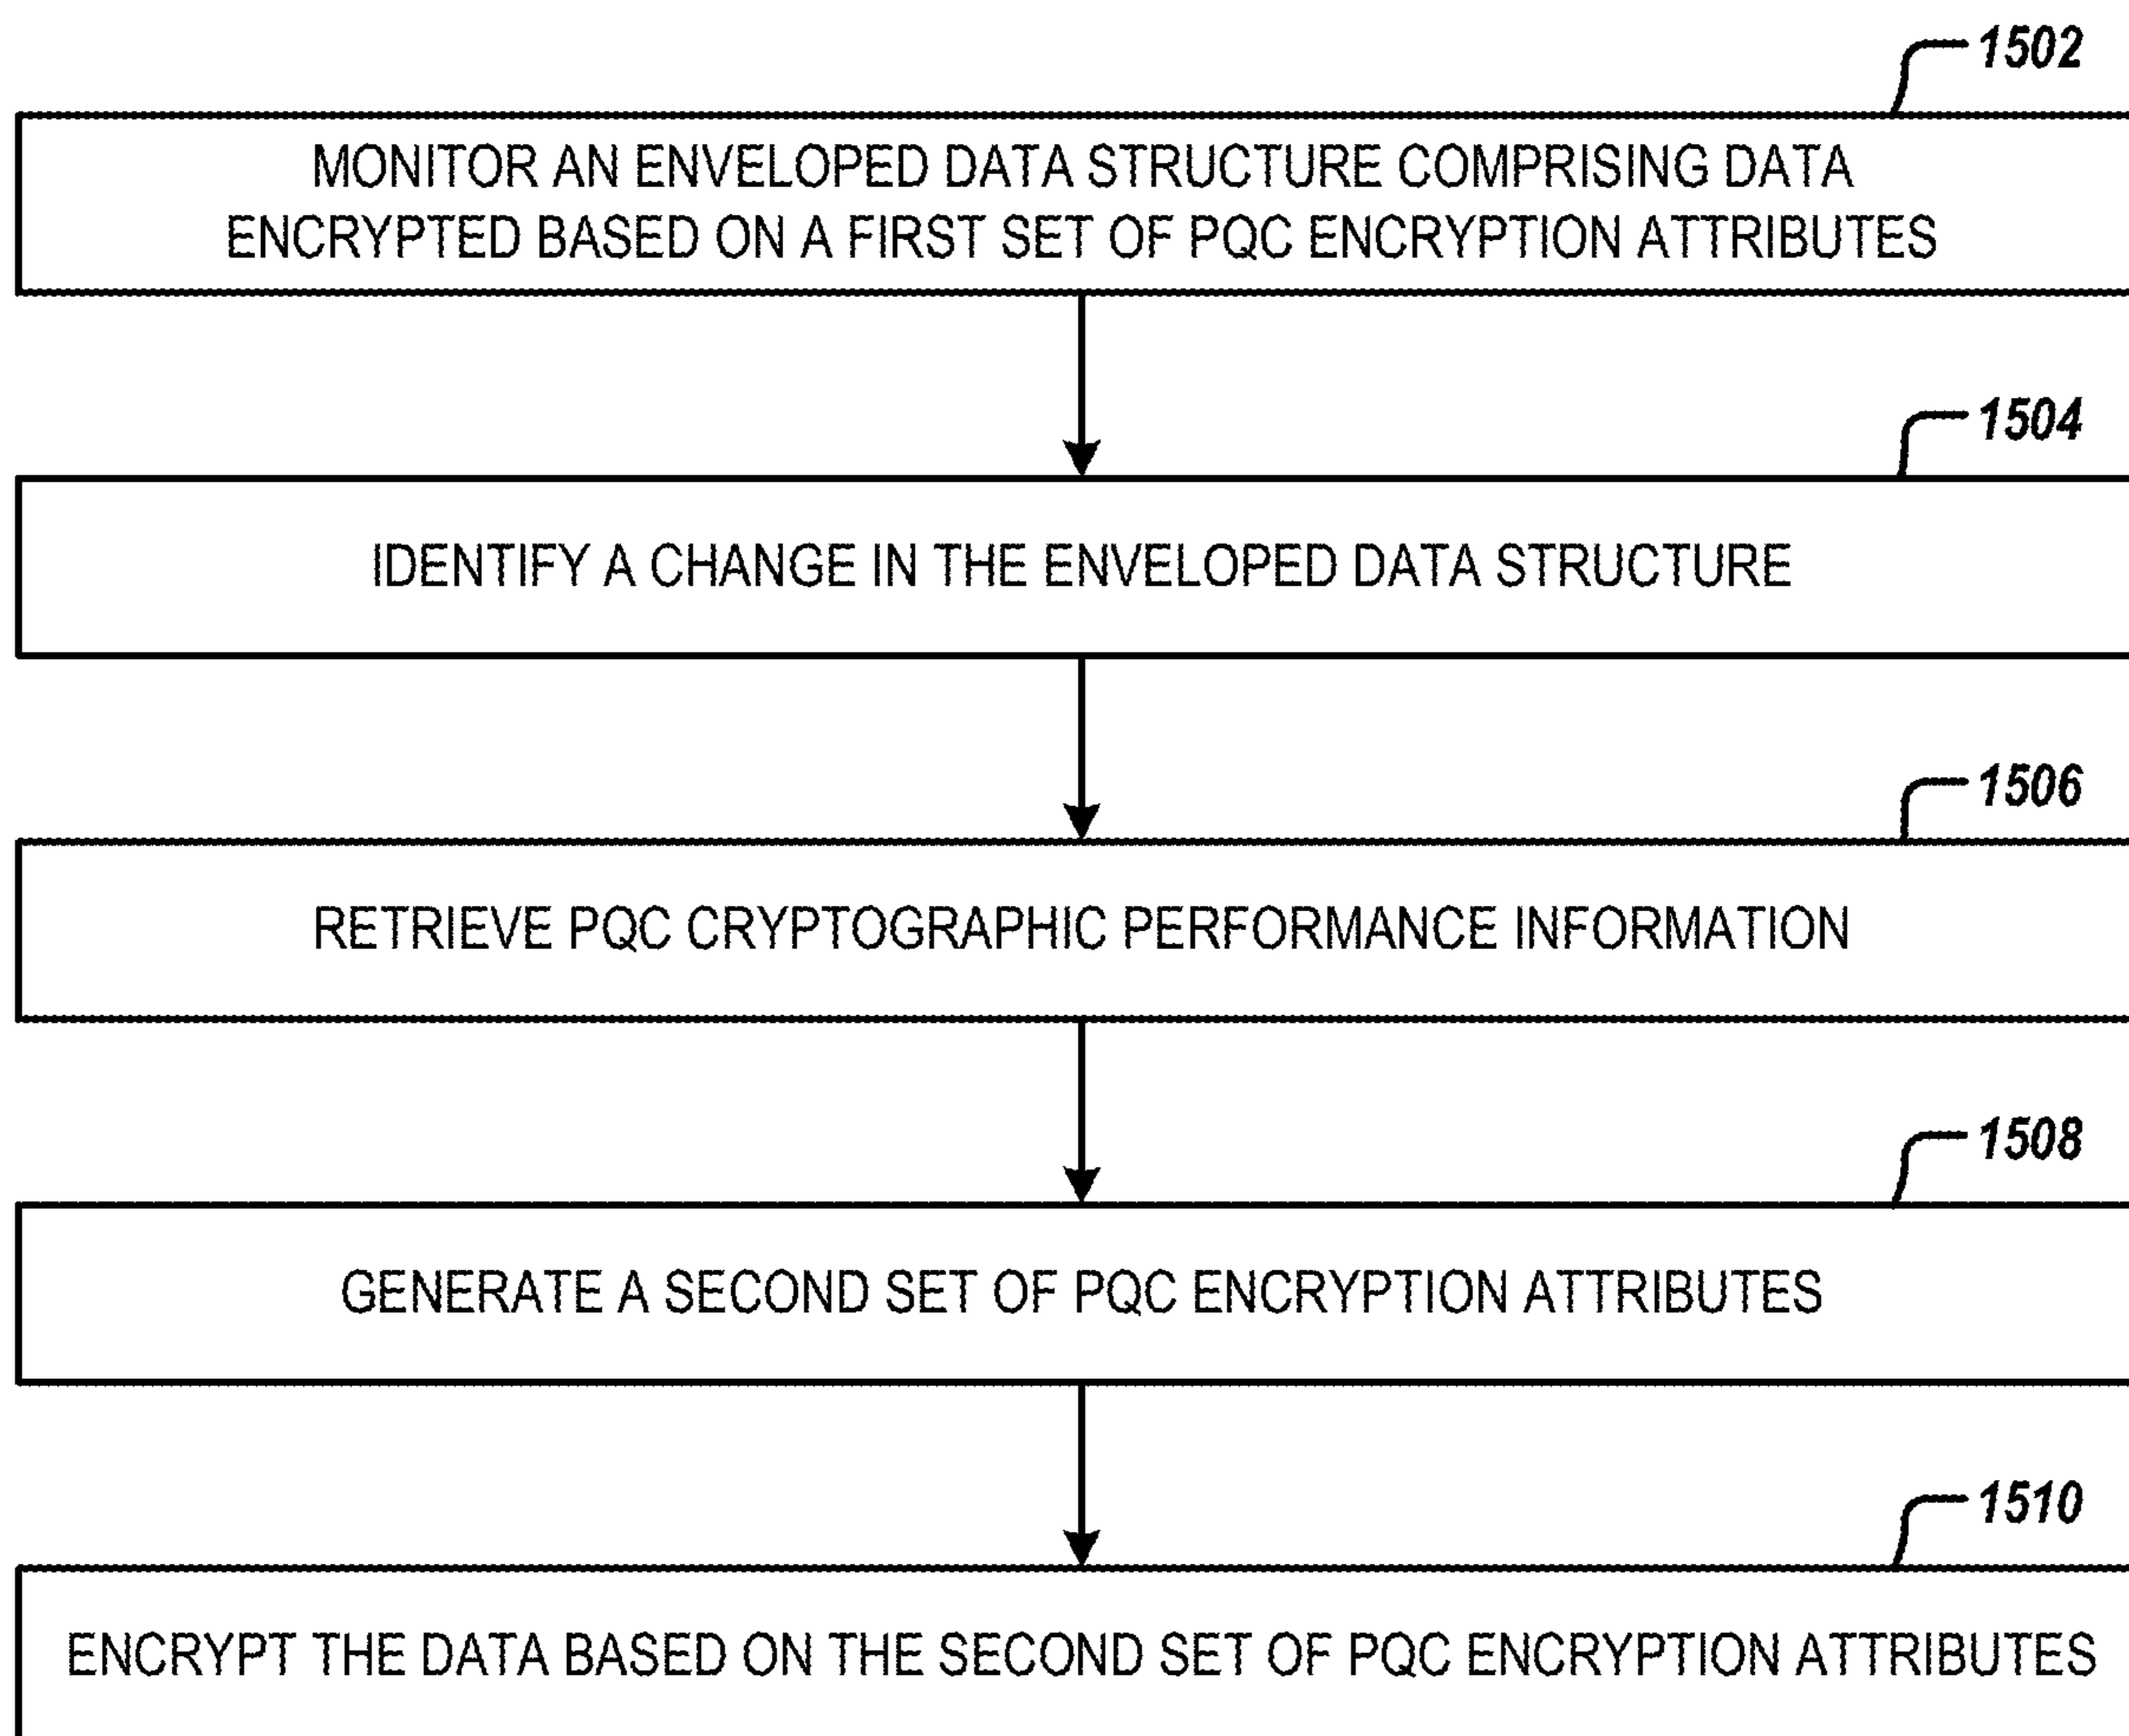 1502
MONITOR AN ENVELOPED DATA STRUCTURE COMPRISING DATA
ENCRYPTED BASED ON A FIRST SET OF PQC ENCRYPTION ATTRIBUTES
1504
IDENTIFY A CHANGE IN THE ENVELOPED DATA STRUCTURE
1506
RETRIEVE PQC CRYPTOGRAPHIC PERFORMANCE INFORMATION
1508
GENERATE A SECOND SET OF PQC ENCRYPTION ATTRIBUTES
1510
ENCRYPT THE DATA BASED ON THE SECOND SET OF PQC ENCRYPTION ATTRIBUTES